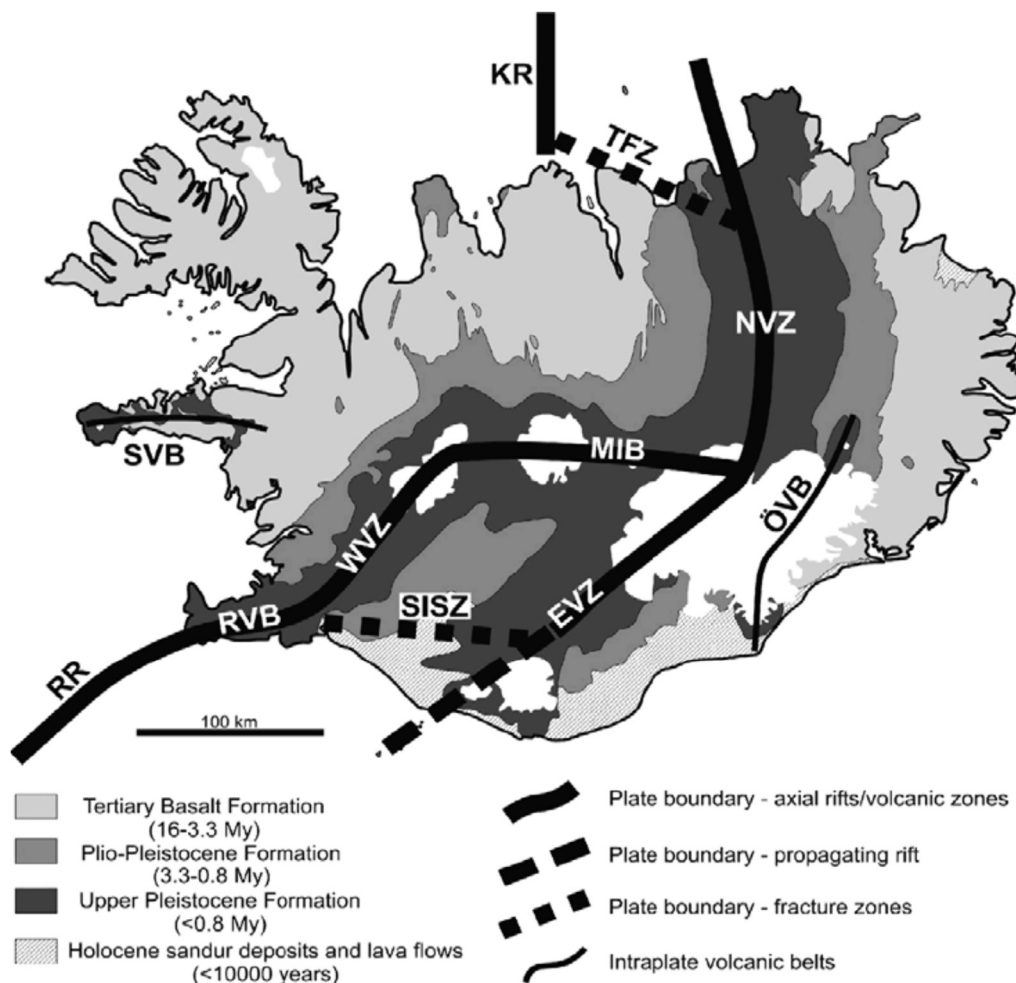 KR
TFZ
NVZ
SVB
MIB
ÖVB
WVZ
SISZ
EVZ
RVB
RR
100 km
Tertiary Basalt Formation
(16-3.3 My)
Plio-Pleistocene Formation
(3.3-0.8 My)
Upper Pleistocene Formation
(<0.8 My)
Holocene sandur deposits and lava flows
(<10000 years)
Plate boundary - axial rifts/volcanic zones
Plate boundary - propagating rift
Plate boundary - fracture zones
Intraplate volcanic belts